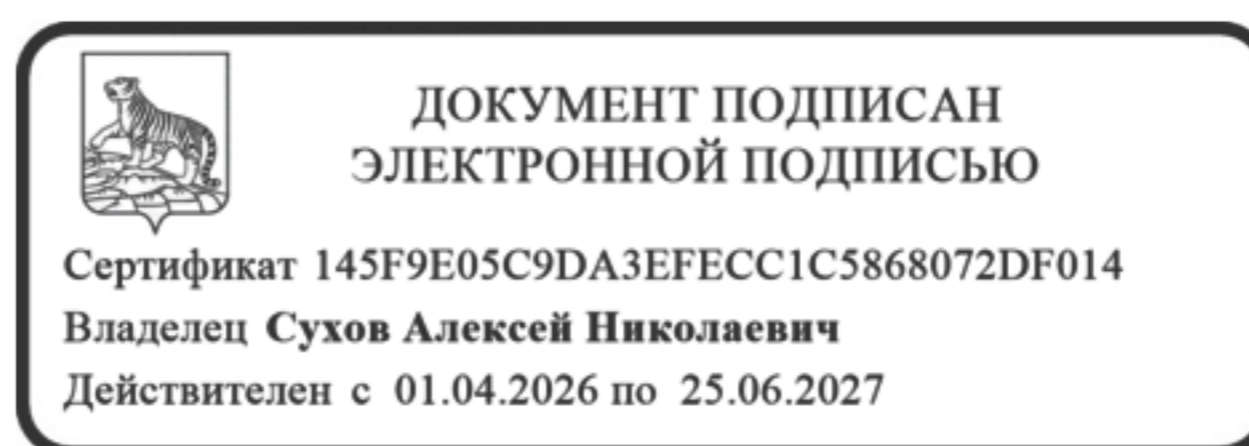 ДОКУМЕНТ ПОДПИСАН
ЭЛЕКТРОННОЙ ПОДПИСЬЮ
Сертификат 145F9E05C9DA3EFECC1C5868072DF014
Владелец Сухов Алексей Николаевич
Действителен с 01.04.2026 по 25.06.2027